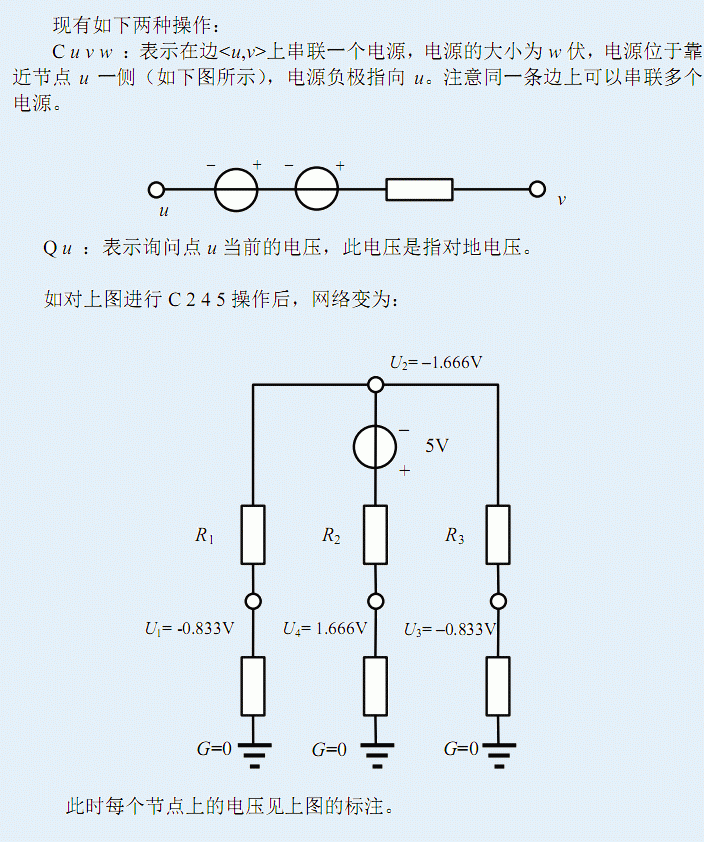 现有如下两种操作：
C u v w ：表示在边<u,v>上串联一个电源，电源的大小为 w 伏，电源位于靠
近节点 u 一侧（如下图所示），电源负极指向 u。注意同一条边上可以串联多个
电源。
− + − +
u v
Q u ：表示询问点 u 当前的电压，此电压是指对地电压。
如对上图进行 C 2 4 5 操作后，网络变为：
U2= –1.666V
−
5V
+
R1 R2 R3
U1= -0.833V U4= 1.666V U3= –0.833V
G=0 G=0 G=0
此时每个节点上的电压见上图的标注。